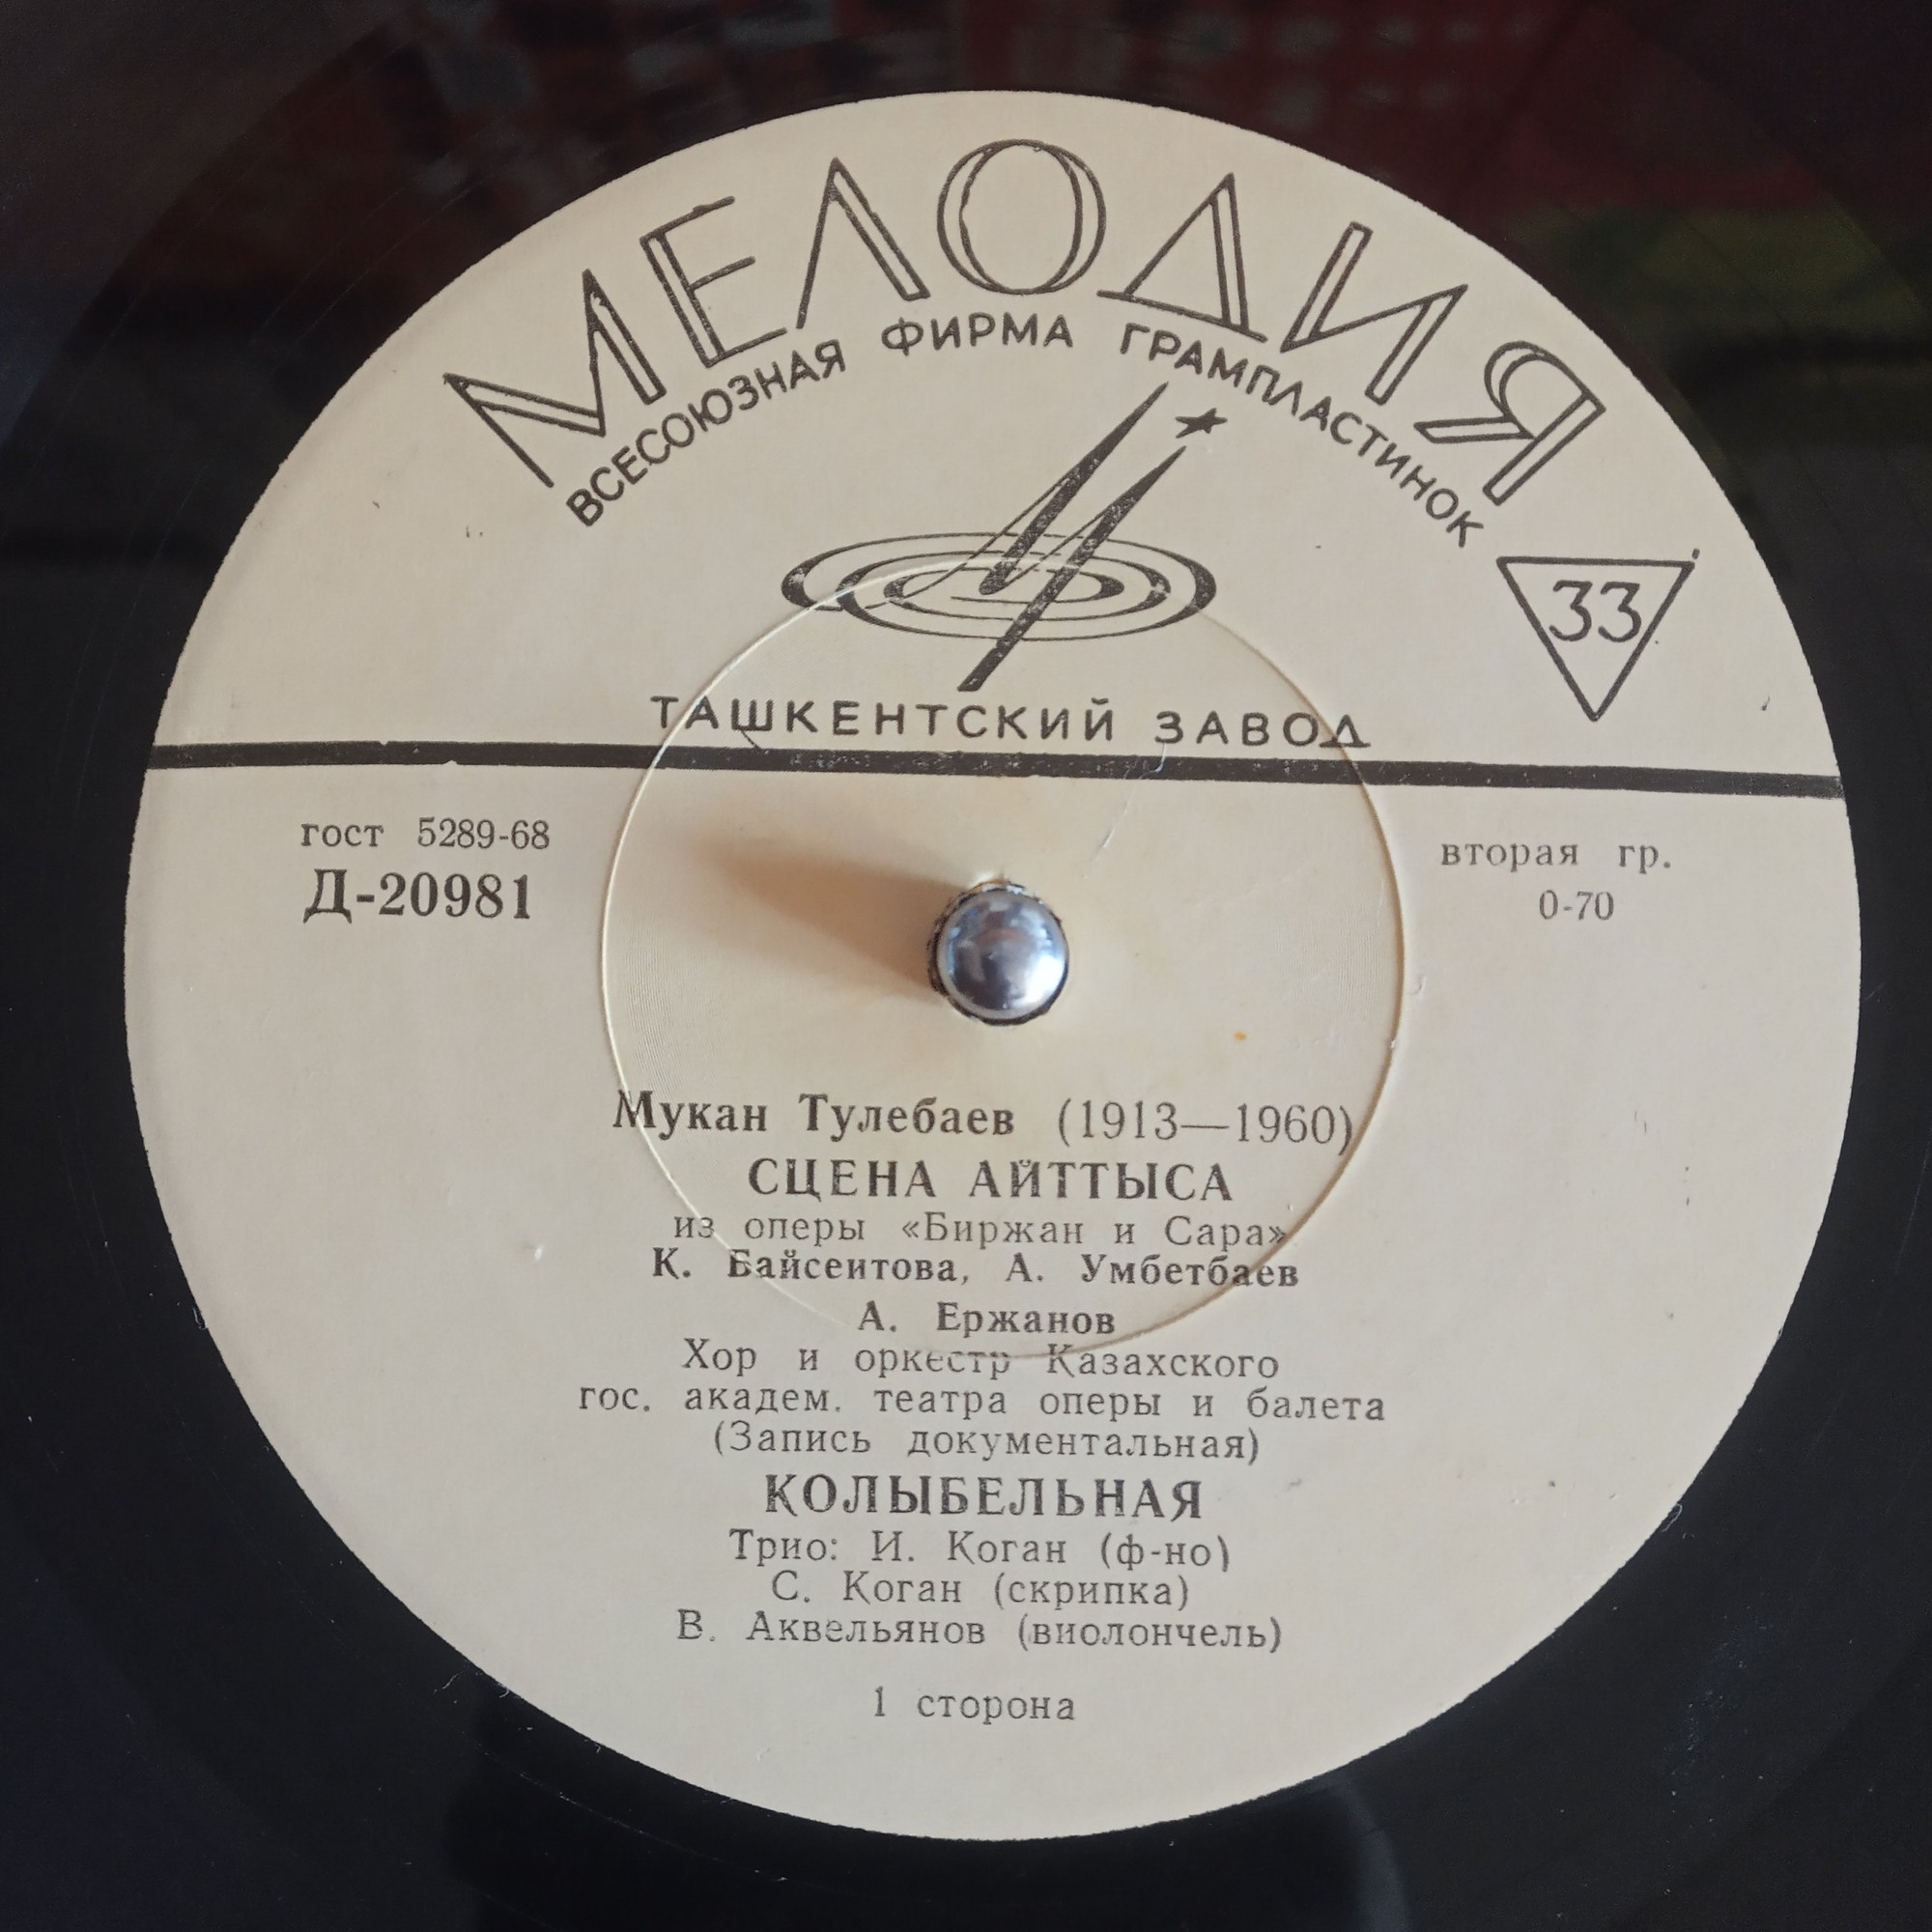 МЕЛОДИЯ
ВСЕСОЮЗНАЯ ФИРМА ГРАМПЛАСТИНОК
33
ТАШКЕНТСКИЙ ЗАВОД
гост 5289-68
Д-20981
вторая гр.
0-70
Мукан Тулебаев (1913—1960)
СЦЕНА АЙТТЫСА
из оперы «Биржан и Сара»
К. Байсеитова, А. Умбетбаев
А. Ержанов
Хор и оркестр Казахского
гос. академ. театра оперы и балета
(Запись документальная)
КОЛЫБЕЛЬНАЯ
Трио: И. Коган (ф-но)
С. Коган (скрипка)
В. Аквельянов (виолончель)
1 сторона